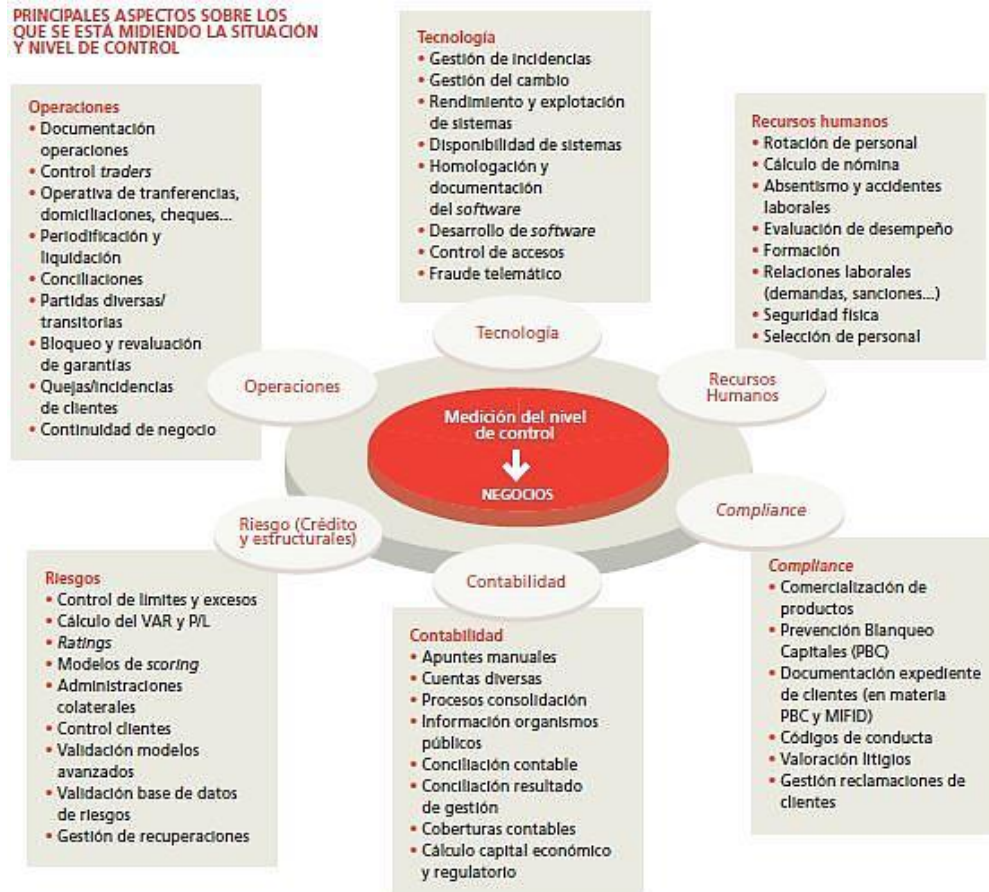 PRINCIPALES ASPECTOS SOBRE LOS
QUE SE ESTÁ MIDIENDO LA SITUACIÓN
Y NIVEL DE CONTROL
Operaciones
• Documentación
operaciones
• Control traders
• Operativa de tranferencias,
domiciliaciones, cheques...
• Periodificación y
liquidación
• Conciliaciones
• Partidas diversas/
transitorias
• Bloqueo y revaluación
de garantías
• Quejas/incidencias
de clientes
• Continuidad de negocio
Tecnología
• Gestión de incidencias
• Gestión del cambio
• Rendimiento y explotación
de sistemas
• Disponibilidad de sistemas
• Homologación y
documentación
del software
• Desarrollo de software
• Control de accesos
• Fraude telemático
Recursos humanos
• Rotación de personal
• Cálculo de nómina
• Absentismo y accidentes
laborales
• Evaluación de desempeño
• Formación
• Relaciones laborales
(demandas, sanciones...)
• Seguridad física
• Selección de personal
Tecnología
Operaciones
Recursos
Humanos
Medición del nivel
de control
NEGOCIOS
Riesgo (Crédito
y estructurales)
Compliance
Contabilidad
Riesgos
• Control de límites y excesos
• Cálculo del VAR y P/L
• Ratings
• Modelos de scoring
• Administraciones
colaterales
• Control clientes
• Validación modelos
avanzados
• Validación base de datos
de riesgos
• Gestión de recuperaciones
Contabilidad
• Apuntes manuales
• Cuentas diversas
• Procesos consolidación
• Información organismos
públicos
• Conciliación contable
• Conciliación resultado
de gestión
• Coberturas contables
• Cálculo capital económico
y regulatorio
Compliance
• Comercialización de
productos
• Prevención Blanqueo
Capitales (PBC)
• Documentación expediente
de clientes (en materia
PBC y MIFID)
• Códigos de conducta
• Valoración litigios
• Gestión reclamaciones de
clientes